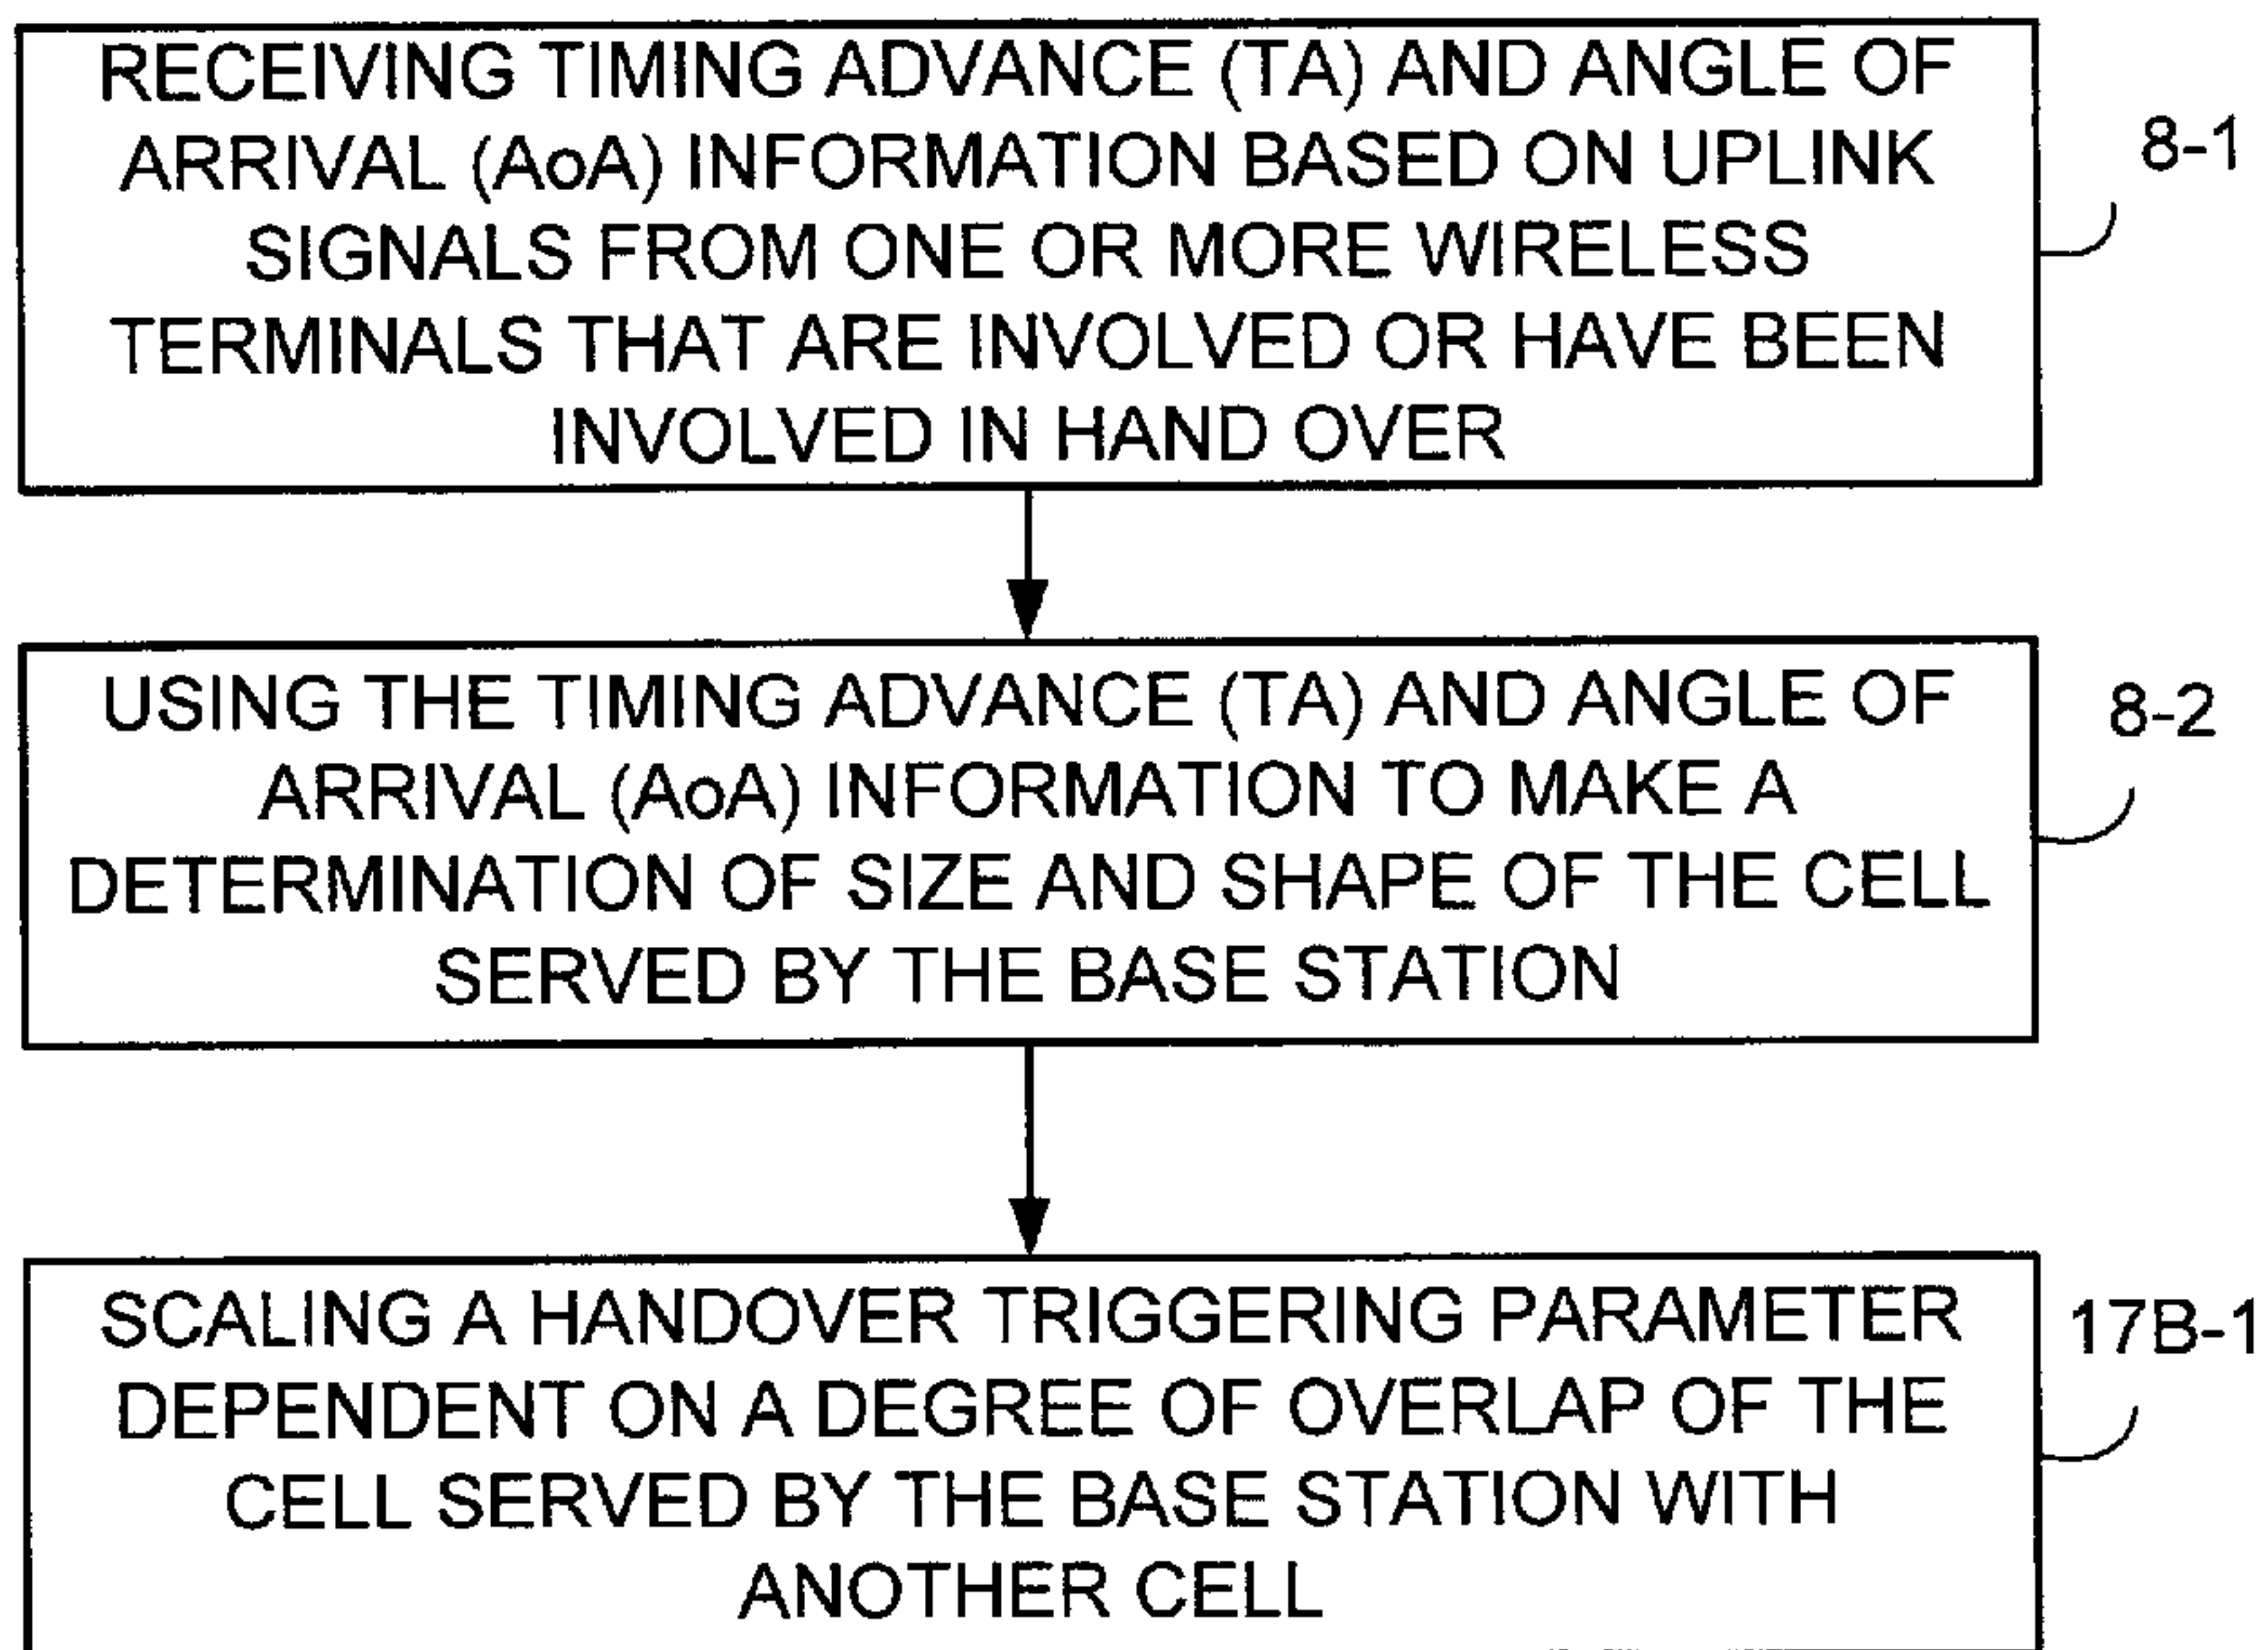 RECEIVING TIMING ADVANCE (TA) AND ANGLE OF
ARRIVAL (AoA) INFORMATION BASED ON UPLINK
SIGNALS FROM ONE OR MORE WIRELESS
TERMINALS THAT ARE INVOLVED OR HAVE BEEN
INVOLVED IN HAND OVER
8-1
USING THE TIMING ADVANCE (TA) AND ANGLE OF
ARRIVAL (AoA) INFORMATION TO MAKE A
DETERMINATION OF SIZE AND SHAPE OF THE CELL
SERVED BY THE BASE STATION
8-2
SCALING A HANDOVER TRIGGERING PARAMETER
DEPENDENT ON A DEGREE OF OVERLAP OF THE
CELL SERVED BY THE BASE STATION WITH
ANOTHER CELL
17B-1